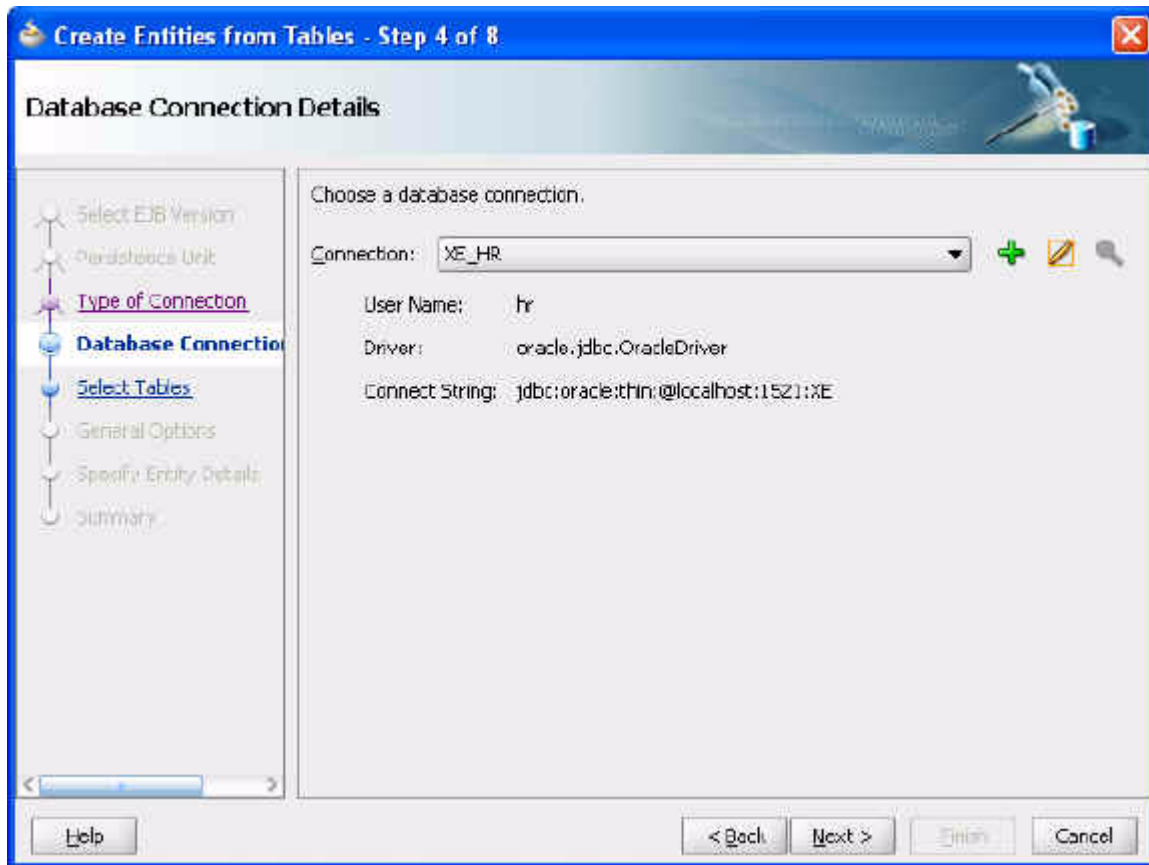 Create Entities from Tables - Step 4 of 8
Database Connection Details
Select EJB Version
Persistence Unit
Type of Connection
Database Connection
Select Tables
General Options
Specify Entity Details
Summary
Choose a database connection.
Connection: XE_HR
User Name: hr
Driver: oracle.jdbc.OracleDriver
Connect String: jdbc:oracle:thin:@localhost:1521:XE
Help
< Back
Next >
Finish
Cancel